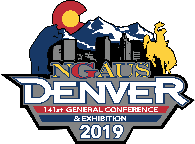 NGAUS
DENVER
141st GENERAL CONFERENCE
& EXHIBITION
2019